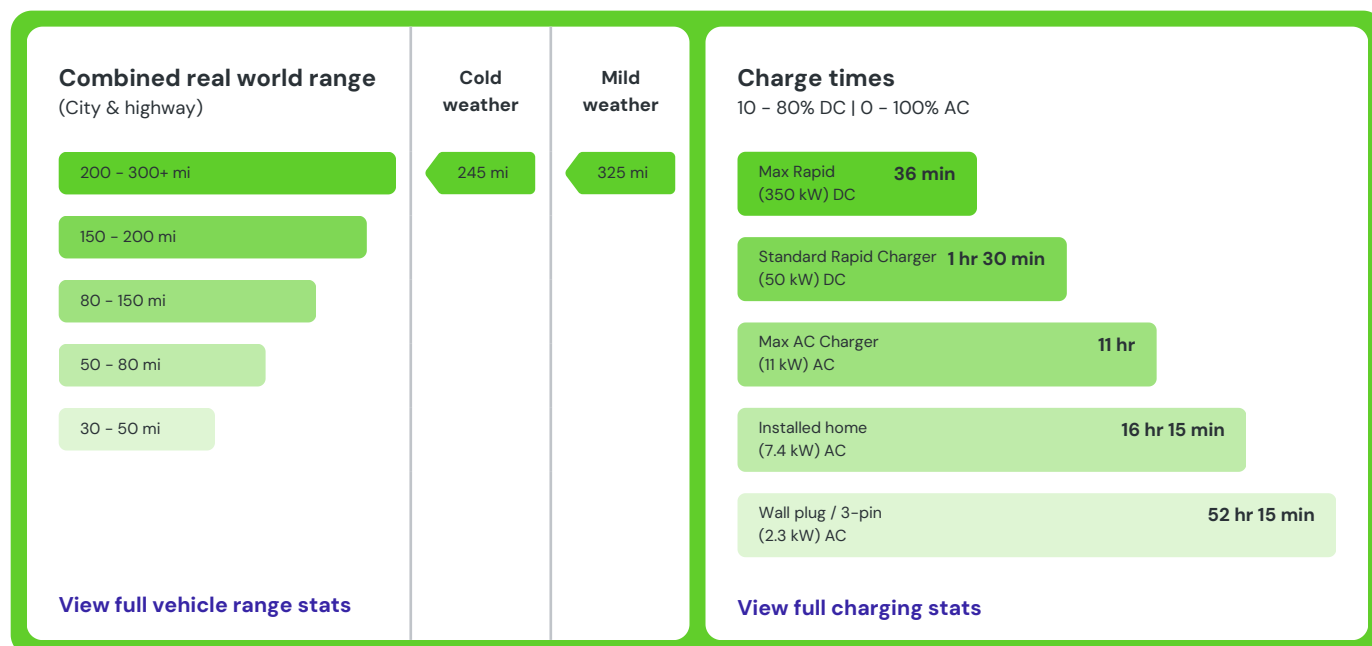 Combined real world range
(City & highway)
Cold
weather
Mild
weather
200 - 300+ mi
245 mi
325 mi
150 - 200 mi
80 - 150 mi
50 - 80 mi
30 - 50 mi
View full vehicle range stats
Charge times
10 - 80% DC | 0 - 100% AC
Max Rapid
(350 kW) DC
36 min
Standard Rapid Charger
(50 kW) DC
1 hr 30 min
Max AC Charger
(11 kW) AC
11 hr
Installed home
(7.4 kW) AC
16 hr 15 min
Wall plug / 3-pin
(2.3 kW) AC
52 hr 15 min
View full charging stats